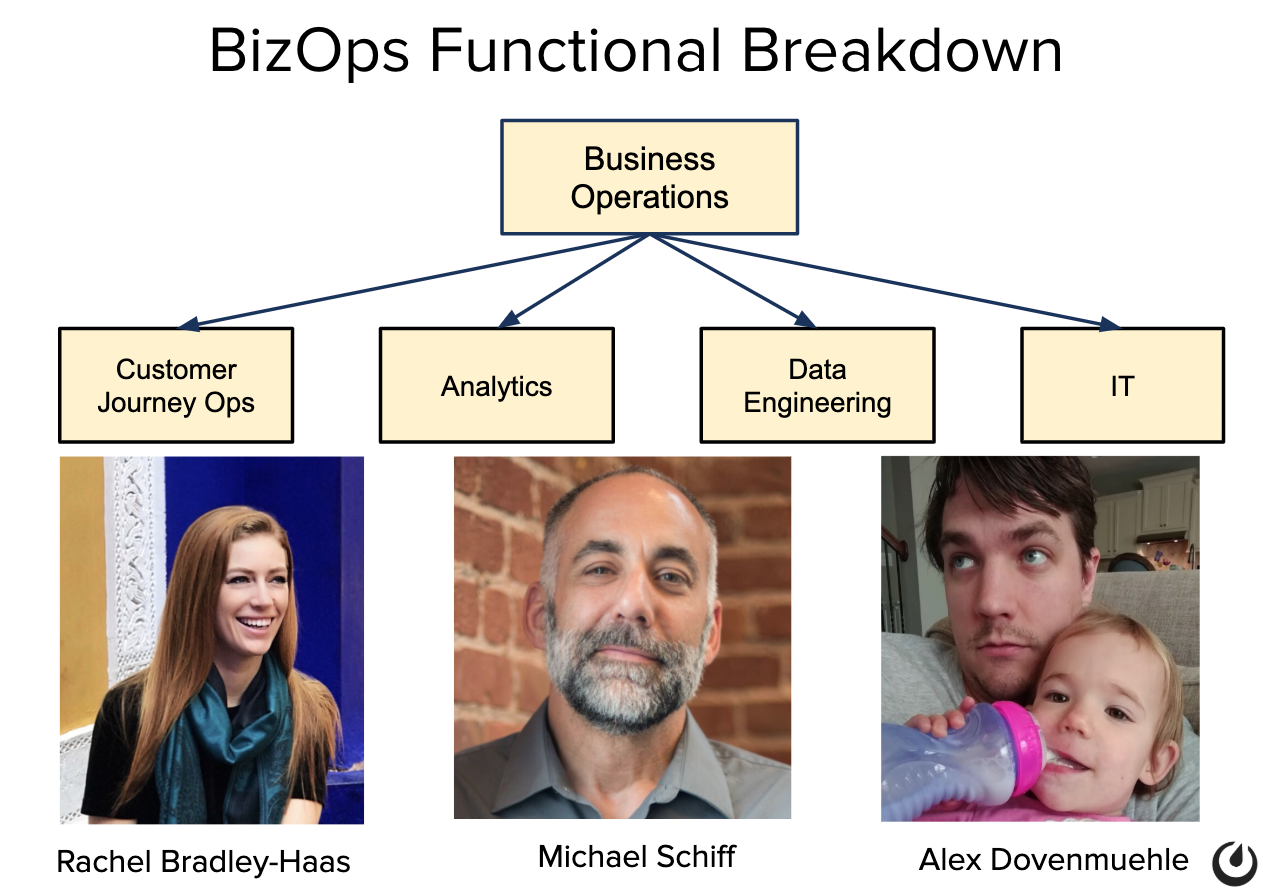 BizOps Functional Breakdown
Business
Operations
Customer
Journey Ops
Analytics
Data
Engineering
IT
Rachel Bradley-Haas
Michael Schiff
Alex Dovenmuehle